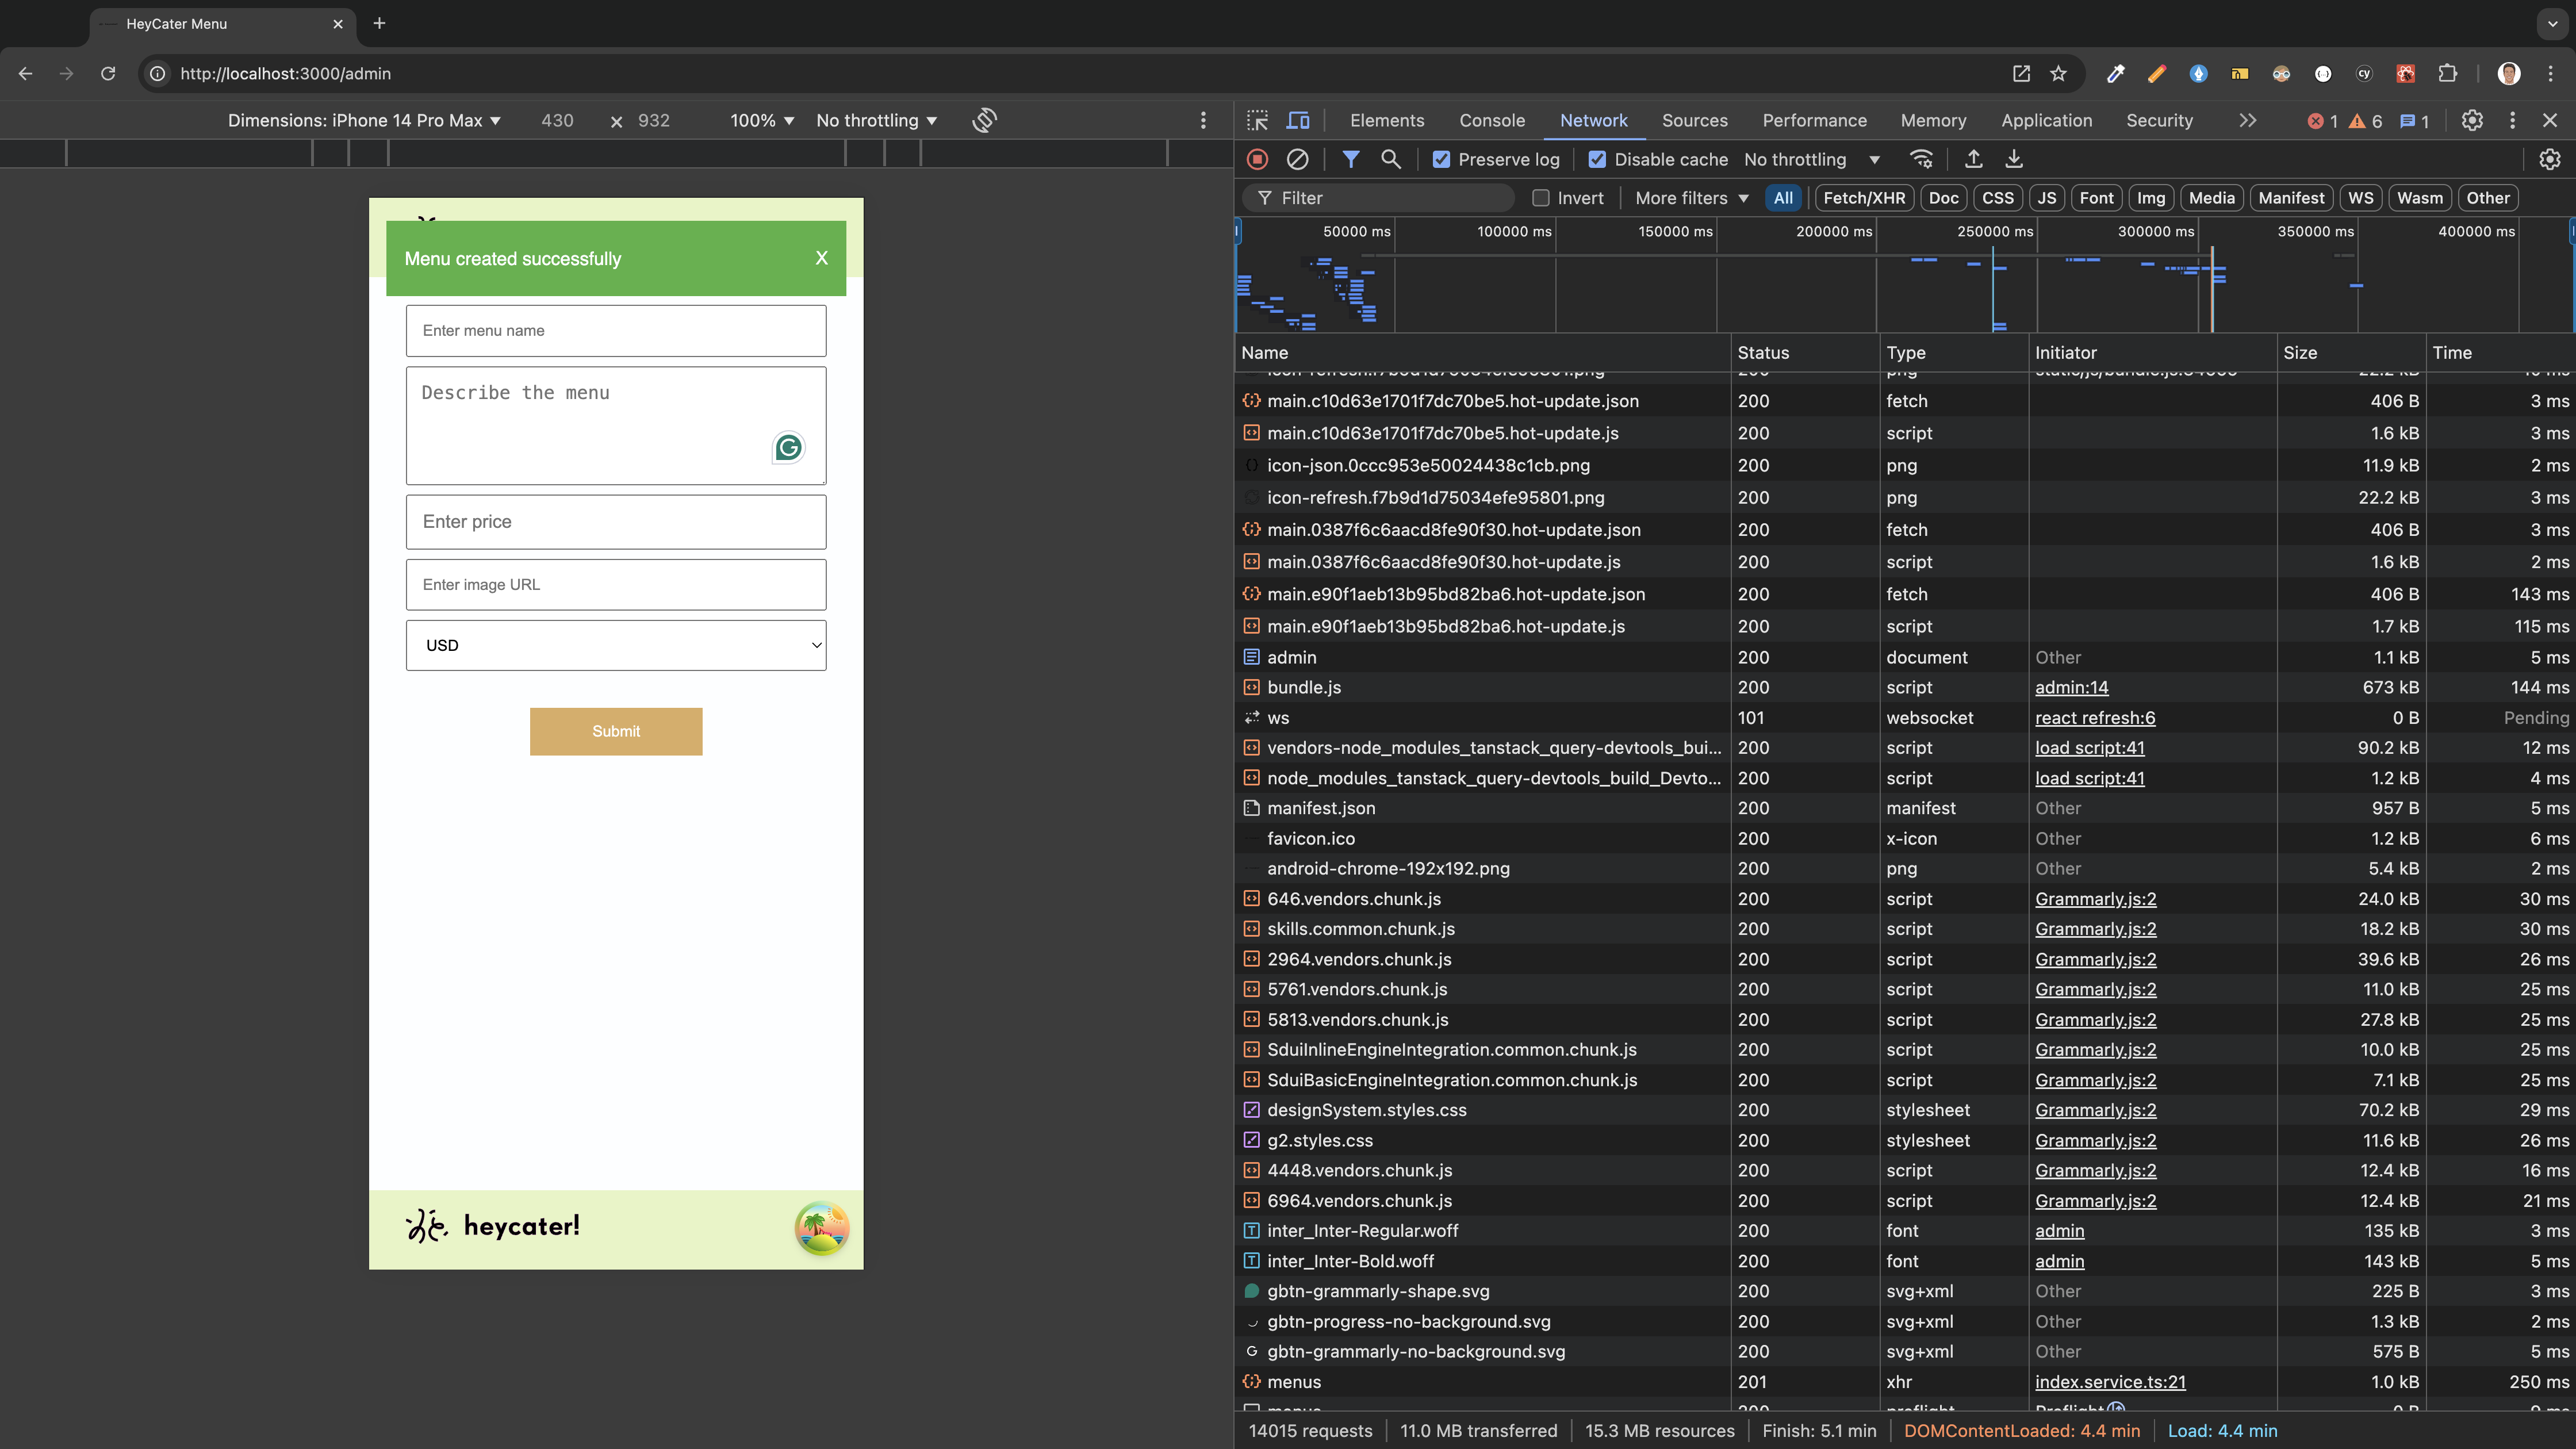 HeyCater Menu
http://localhost:3000/admin
Dimensions: iPhone 14 Pro Max 430 × 932 100% No throttling
Elements Console Network Sources Performance Memory Application Security 1 6 1
Preserve log Disable cache No throttling
Filter Invert More filters All Fetch/XHR Doc CSS JS Font Img Media Manifest WS Wasm Other
50000 ms 100000 ms 150000 ms 200000 ms 250000 ms 300000 ms 350000 ms 400000 ms
Menu created successfully X
Enter menu name
Describe the menu
Enter price
Enter image URL
USD
Submit
heycater!
Name Status Type Initiator Size Time
main.c10d63e1701f7dc70be5.hot-update.json 200 fetch 406 B 3 ms
main.c10d63e1701f7dc70be5.hot-update.js 200 script 1.6 kB 3 ms
icon-json.0ccc953e50024438c1cb.png 200 png 11.9 kB 2 ms
icon-refresh.f7b9d1d75034efe95801.png 200 png 22.2 kB 3 ms
main.0387f6c6aacd8fe90f30.hot-update.json 200 fetch 406 B 3 ms
main.0387f6c6aacd8fe90f30.hot-update.js 200 script 1.6 kB 2 ms
main.e90f1aeb13b95bd82ba6.hot-update.json 200 fetch 406 B 143 ms
main.e90f1aeb13b95bd82ba6.hot-update.js 200 script 1.7 kB 115 ms
admin 200 document Other 1.1 kB 5 ms
bundle.js 200 script admin:14 673 kB 144 ms
ws 101 websocket react refresh:6 0 B Pending
vendors-node_modules_tanstack_query-devtools_bui... 200 script load script:41 90.2 kB 12 ms
node_modules_tanstack_query-devtools_build_Devto... 200 script load script:41 1.2 kB 4 ms
manifest.json 200 manifest Other 957 B 5 ms
favicon.ico 200 x-icon Other 1.2 kB 6 ms
android-chrome-192x192.png 200 png Other 5.4 kB 2 ms
646.vendors.chunk.js 200 script Grammarly.js:2 24.0 kB 30 ms
skills.common.chunk.js 200 script Grammarly.js:2 18.2 kB 30 ms
2964.vendors.chunk.js 200 script Grammarly.js:2 39.6 kB 26 ms
5761.vendors.chunk.js 200 script Grammarly.js:2 11.0 kB 25 ms
5813.vendors.chunk.js 200 script Grammarly.js:2 27.8 kB 25 ms
SduiInlineEngineIntegration.common.chunk.js 200 script Grammarly.js:2 10.0 kB 25 ms
SduiBasicEngineIntegration.common.chunk.js 200 script Grammarly.js:2 7.1 kB 25 ms
designSystem.styles.css 200 stylesheet Grammarly.js:2 70.2 kB 29 ms
g2.styles.css 200 stylesheet Grammarly.js:2 11.6 kB 26 ms
4448.vendors.chunk.js 200 script Grammarly.js:2 12.4 kB 16 ms
6964.vendors.chunk.js 200 script Grammarly.js:2 12.4 kB 21 ms
inter_Inter-Regular.woff 200 font admin 135 kB 3 ms
inter_Inter-Bold.woff 200 font admin 143 kB 5 ms
gbtn-grammarly-shape.svg 200 svg+xml Other 225 B 3 ms
gbtn-progress-no-background.svg 200 svg+xml Other 1.3 kB 2 ms
gbtn-grammarly-no-background.svg 200 svg+xml Other 575 B 5 ms
menus 201 xhr index.service.ts:21 1.0 kB 250 ms
14015 requests 11.0 MB transferred 15.3 MB resources Finish: 5.1 min DOMContentLoaded: 4.4 min Load: 4.4 min